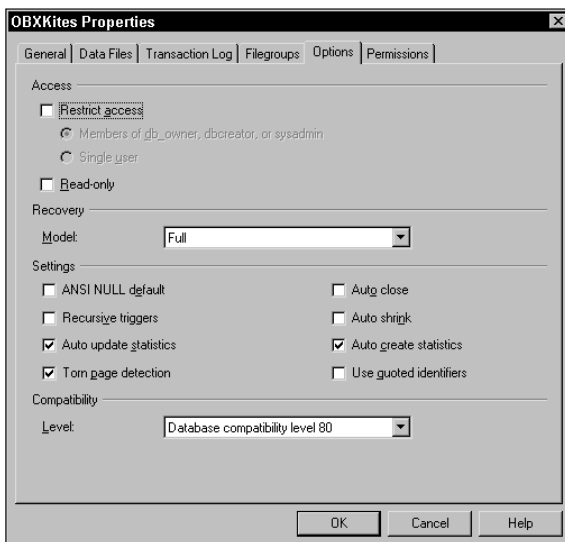 OBXKites Properties
General Data Files Transaction Log Filegroups Options Permissions
Access
Restrict access
Members of db_owner, dbcreator, or sysadmin
Single user
Read-only
Recovery
Model: Full
Settings
ANSI NULL default Auto close
Recursive triggers Auto shrink
Auto update statistics Auto create statistics
Torn page detection Use quoted identifiers
Compatibility
Level: Database compatibility level 80
OK Cancel Help